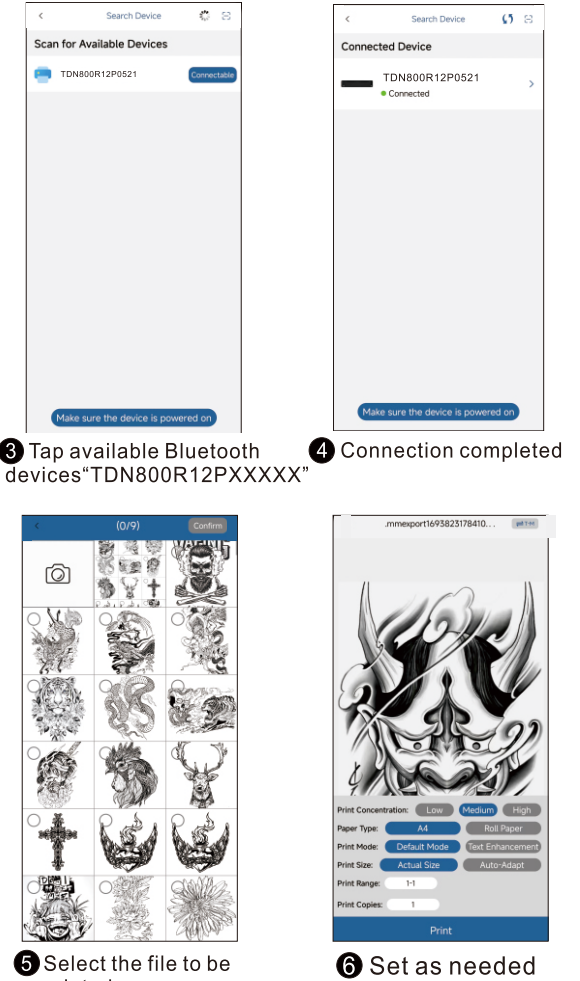 Search Device
Scan for Available Devices
TDN800R12P0521
Connectable
Make sure the device is powered on
3 Tap available Bluetooth
devices“TDN800R12PXXXXX”
Search Device
Connected Device
TDN800R12P0521
Connected
Make sure the device is powered on
4 Connection completed
(0/9)
Confirm
VAPING
5 Select the file to be
.mmexport1693823178410...
Print Concentration: Low Medium High
Paper Type: A4 Roll Paper
Print Mode: Default Mode Text Enhancement
Print Size: Actual Size Auto-Adapt
Print Range: 1-1
Print Copies: 1
Print
6 Set as needed